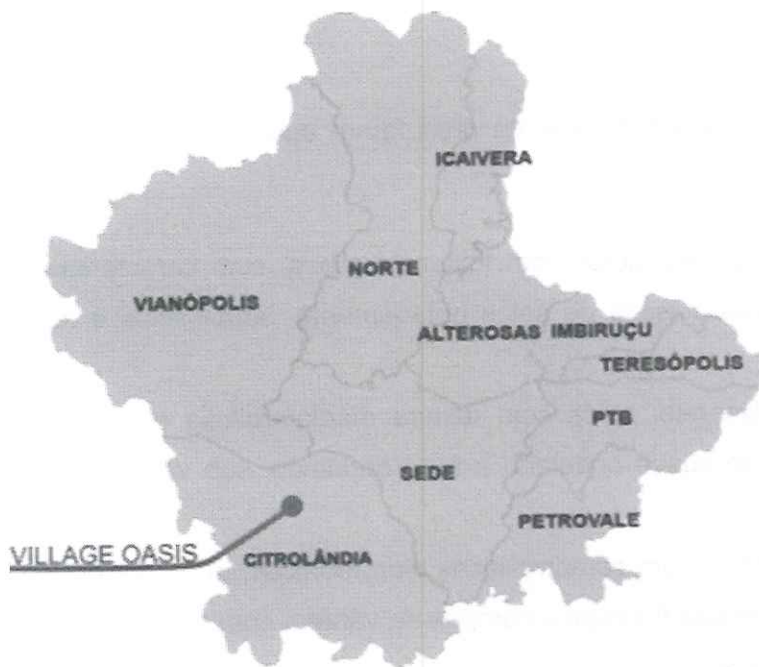 ICAIVERA
NORTE
VIANÓPOLIS
ALTEROSAS IMBIRUÇU
TERESÓPOLIS
PTB
SEDE
PETROVALE
VILLAGE OASIS
CITROLÂNDIA